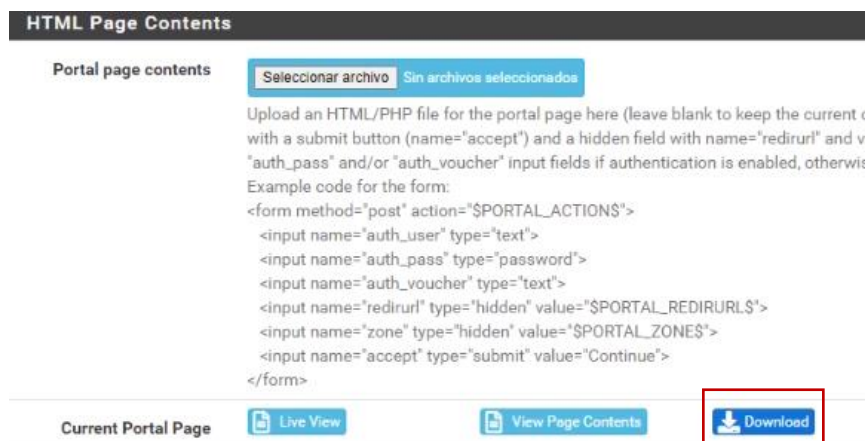 HTML Page Contents
Portal page contents
Seleccionar archivo Sin archivos seleccionados
Upload an HTML/PHP file for the portal page here (leave blank to keep the current
with a submit button (name="accept") and a hidden field with name="redirurl" and
"auth_pass" and/or "auth_voucher" input fields if authentication is enabled,
Example code for the form:
<form method="post" action="$PORTAL_ACTION$">
<input name="auth_user" type="text">
<input name="auth_pass" type="password">
<input name="auth_voucher" type="text">
<input name="redirurl" type="hidden" value="$PORTAL_REDIRURL$">
<input name="zone" type="hidden" value="$PORTAL_ZONE$">
<input name="accept" type="submit" value="Continue">
</form>
Current Portal Page
Live View View Page Contents Download